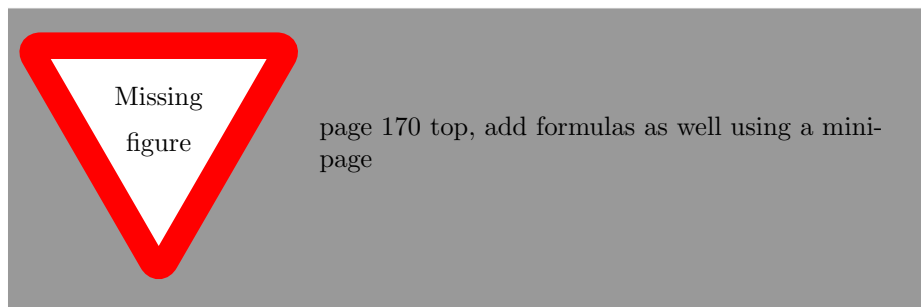 Missing
figure
page 170 top, add formulas as well using a mini-
page